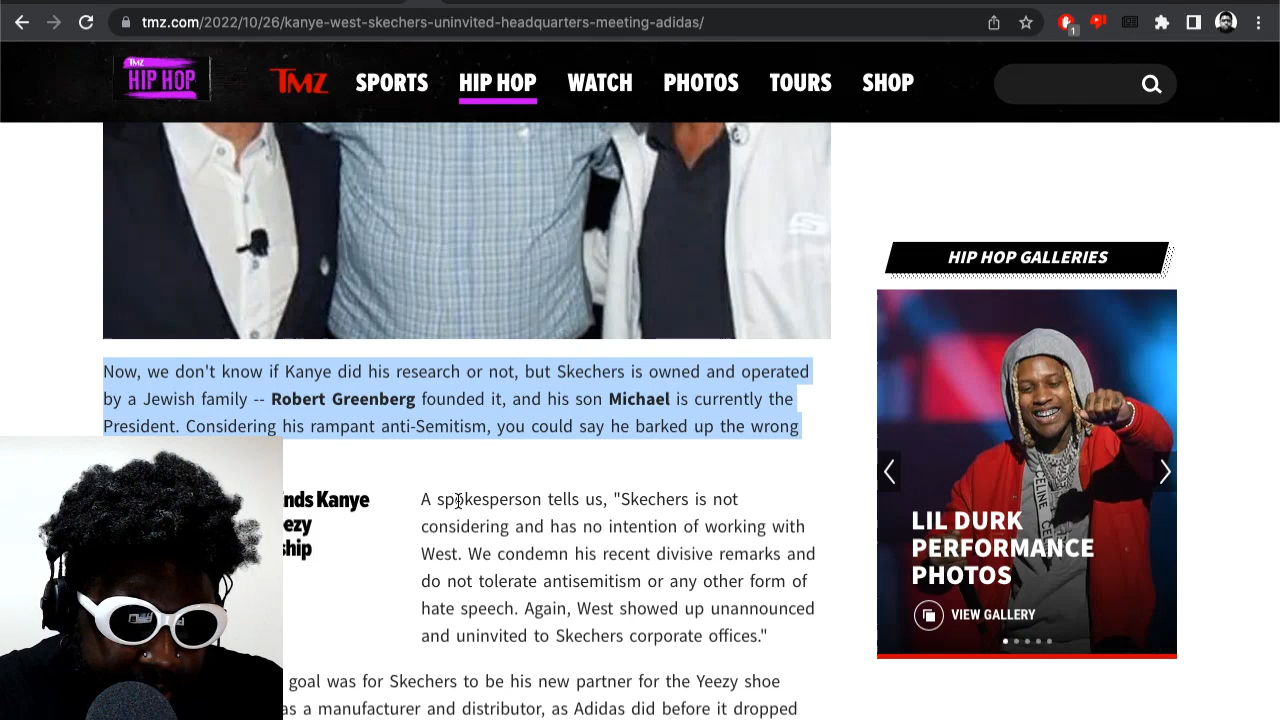 tmz.com/2022/10/26/kanye-west-skechers-uninvited-headquarters-meeting-adidas/
1
TMZ
HIP HOP
TMZ SPORTS HIP HOP WATCH PHOTOS TOURS SHOP
HIP HOP GALLERIES
Now, we don't know if Kanye did his research or not, but Skechers is owned and operated
by a Jewish family -- Robert Greenberg founded it, and his son Michael is currently the
President. Considering his rampant anti-Semitism, you could say he barked up the wrong
nds Kanye
eezy
ship
A spokesperson tells us, "Skechers is not
considering and has no intention of working with
West. We condemn his recent divisive remarks and
do not tolerate antisemitism or any other form of
hate speech. Again, West showed up unannounced
and uninvited to Skechers corporate offices."
goal was for Skechers to be his new partner for the Yeezy shoe
as a manufacturer and distributor, as Adidas did before it dropped
CELINE
LIL DURK
PERFORMANCE
PHOTOS
VIEW GALLERY